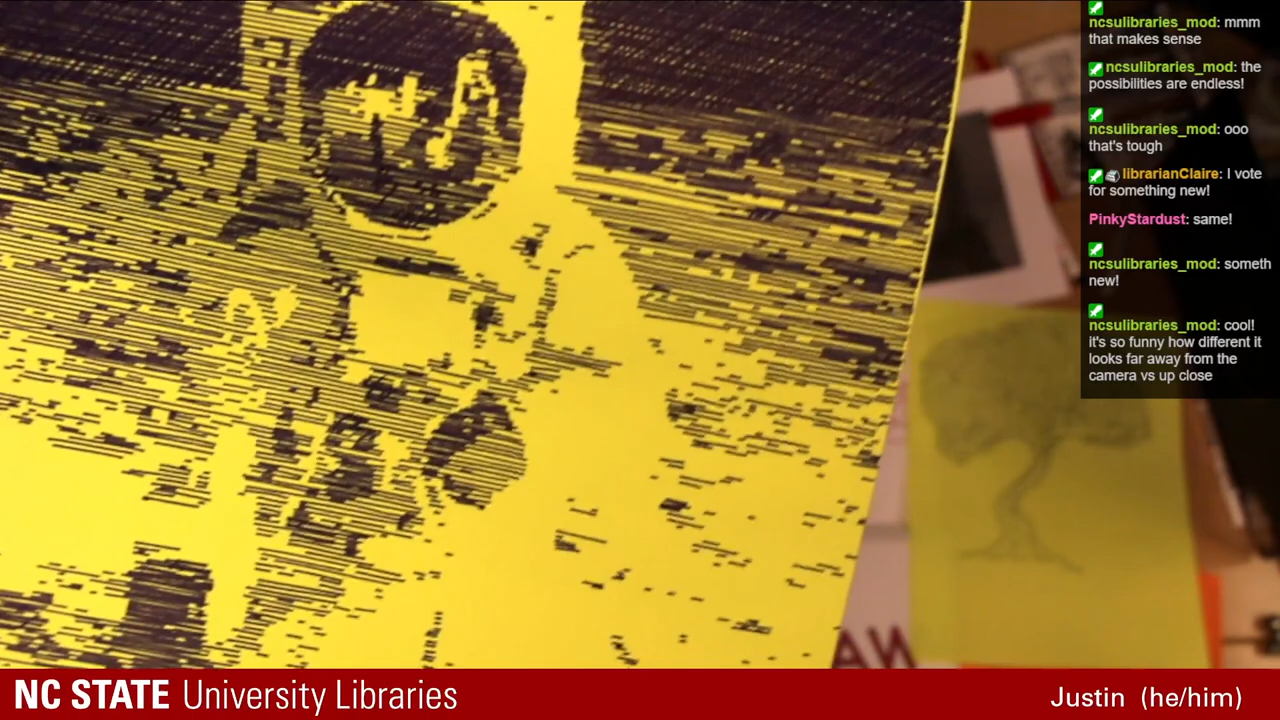 ncsulibraries_mod: mmm
that makes sense
ncsulibraries_mod: the
possibilities are endless!
ncsulibraries_mod: ooo
that's tough
librarianClaire: I vote
for something new!
PinkyStardust: same!
ncsulibraries_mod: someth
new!
ncsulibraries_mod: cool!
it's so funny how different it
looks far away from the
camera vs up close
AW
NC STATE University Libraries
Justin (he/him)